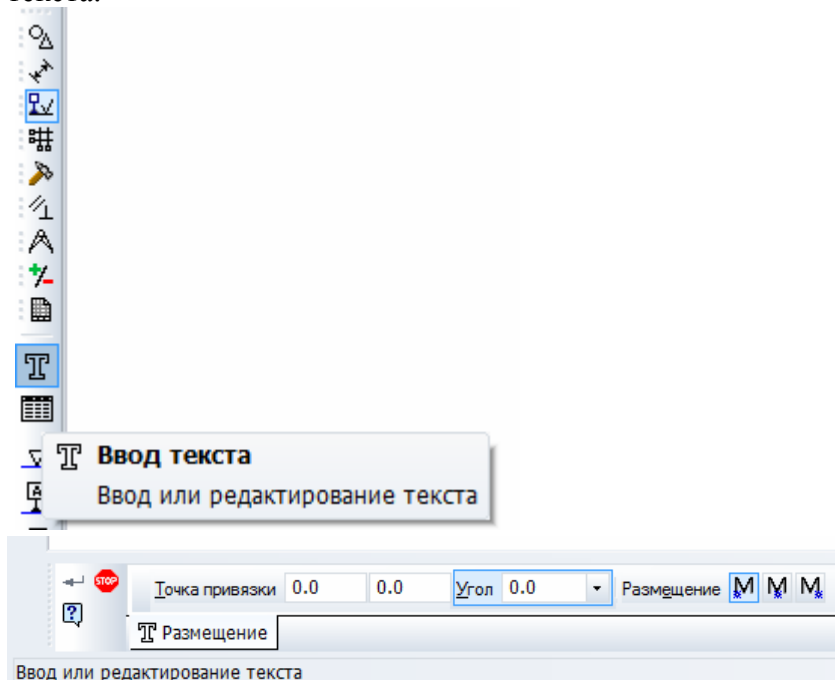 Ввод текста
Ввод или редактирование текста
STOP
Точка привязки 0.0 0.0 Угол 0.0 Размещение
Размещение
Ввод или редактирование текста